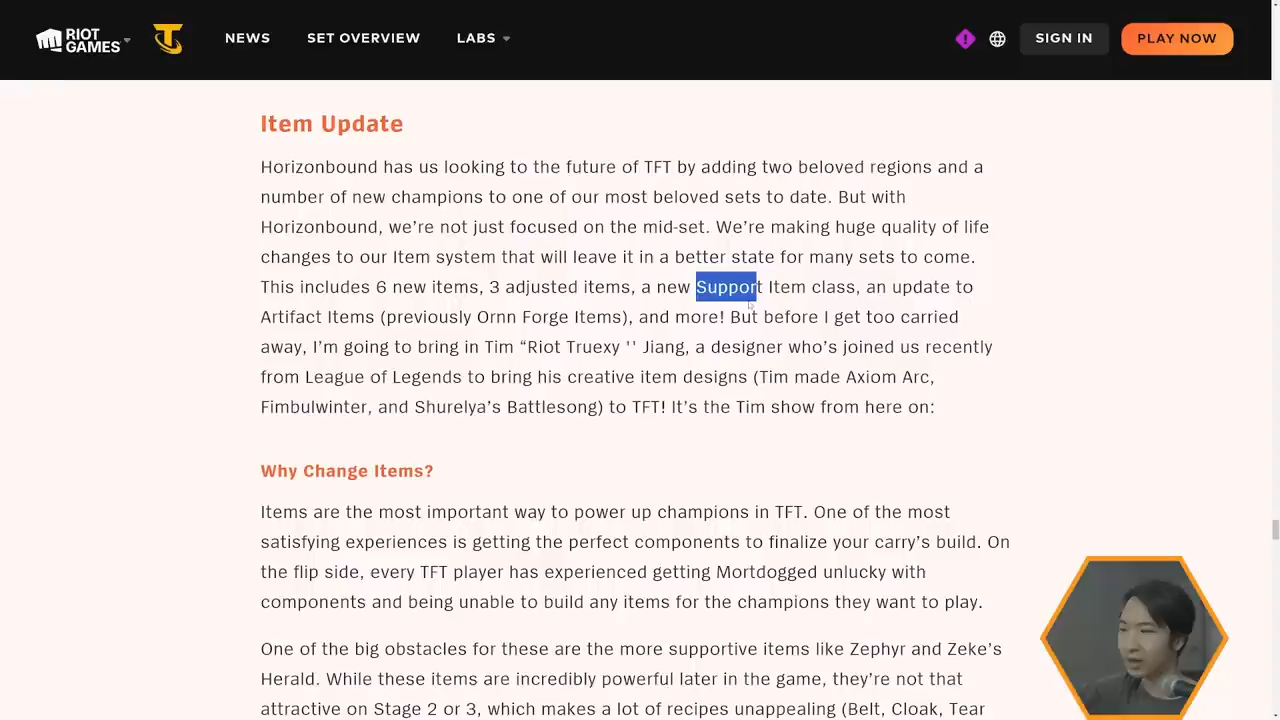 RIOT GAMES
NEWS
SET OVERVIEW
LABS
SIGN IN
PLAY NOW
Item Update
Horizonbound has us looking to the future of TFT by adding two beloved regions and a
number of new champions to one of our most beloved sets to date. But with
Horizonbound, we’re not just focused on the mid-set. We’re making huge quality of life
changes to our Item system that will leave it in a better state for many sets to come.
This includes 6 new items, 3 adjusted items, a new Support Item class, an update to
Artifact Items (previously Ornn Forge Items), and more! But before I get too carried
away, I’m going to bring in Tim “Riot Truexy '' Jiang, a designer who’s joined us recently
from League of Legends to bring his creative item designs (Tim made Axiom Arc,
Fimbulwinter, and Shurelya’s Battlesong) to TFT! It’s the Tim show from here on:
Why Change Items?
Items are the most important way to power up champions in TFT. One of the most
satisfying experiences is getting the perfect components to finalize your carry’s build. On
the flip side, every TFT player has experienced getting Mortdogged unlucky with
components and being unable to build any items for the champions they want to play.
One of the big obstacles for these are the more supportive items like Zephyr and Zeke’s
Herald. While these items are incredibly powerful later in the game, they’re not that
attractive on Stage 2 or 3, which makes a lot of recipes unappealing (Belt, Cloak, Tear